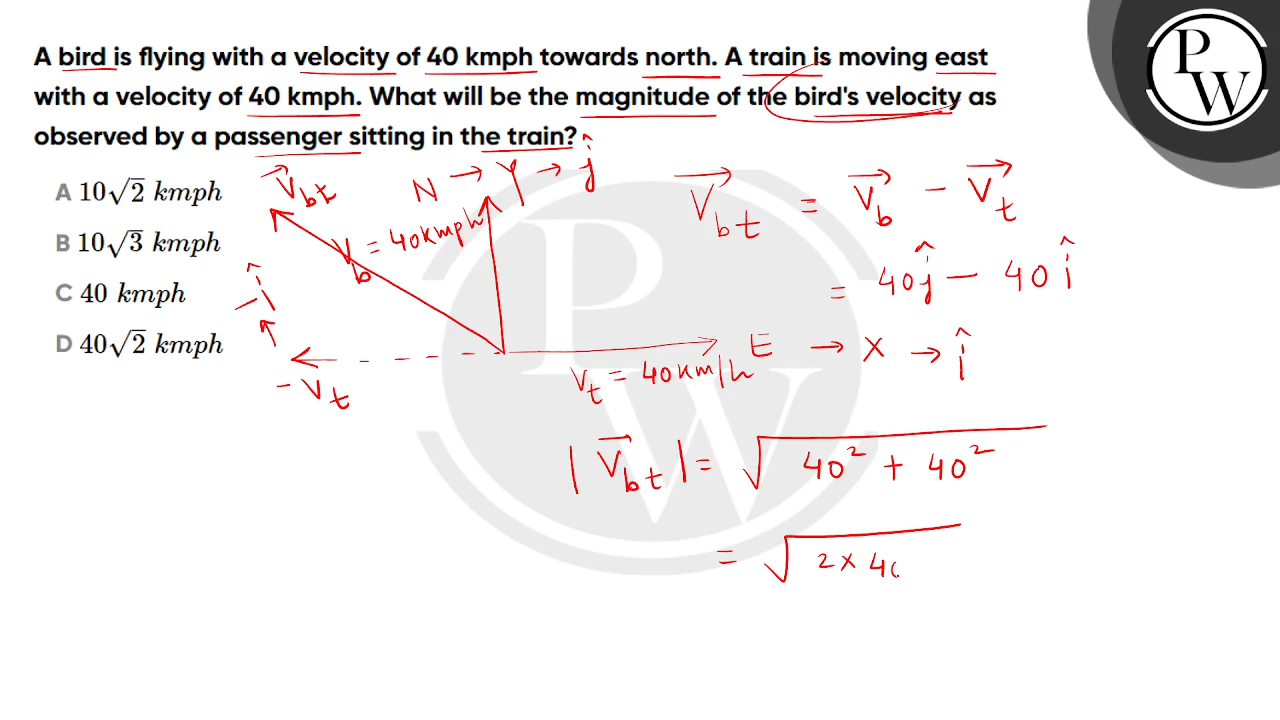 A bird is flying with a velocity of 40 kmph towards north. A train is moving east
with a velocity of 40 kmph. What will be the magnitude of the bird's velocity as
observed by a passenger sitting in the train?
A 10√2 kmph
B 10√3 kmph
C 40 kmph
D 40√2 kmph
P
W
V⃗bt
N → Y → ĵ
Vb = 40kmph
-î
-Vt
E → X → î
Vt = 40km/h
V⃗bt = V⃗b - V⃗t
= 40ĵ - 40î
|V⃗bt| = √40² + 40²
= √2 x 40
P
W